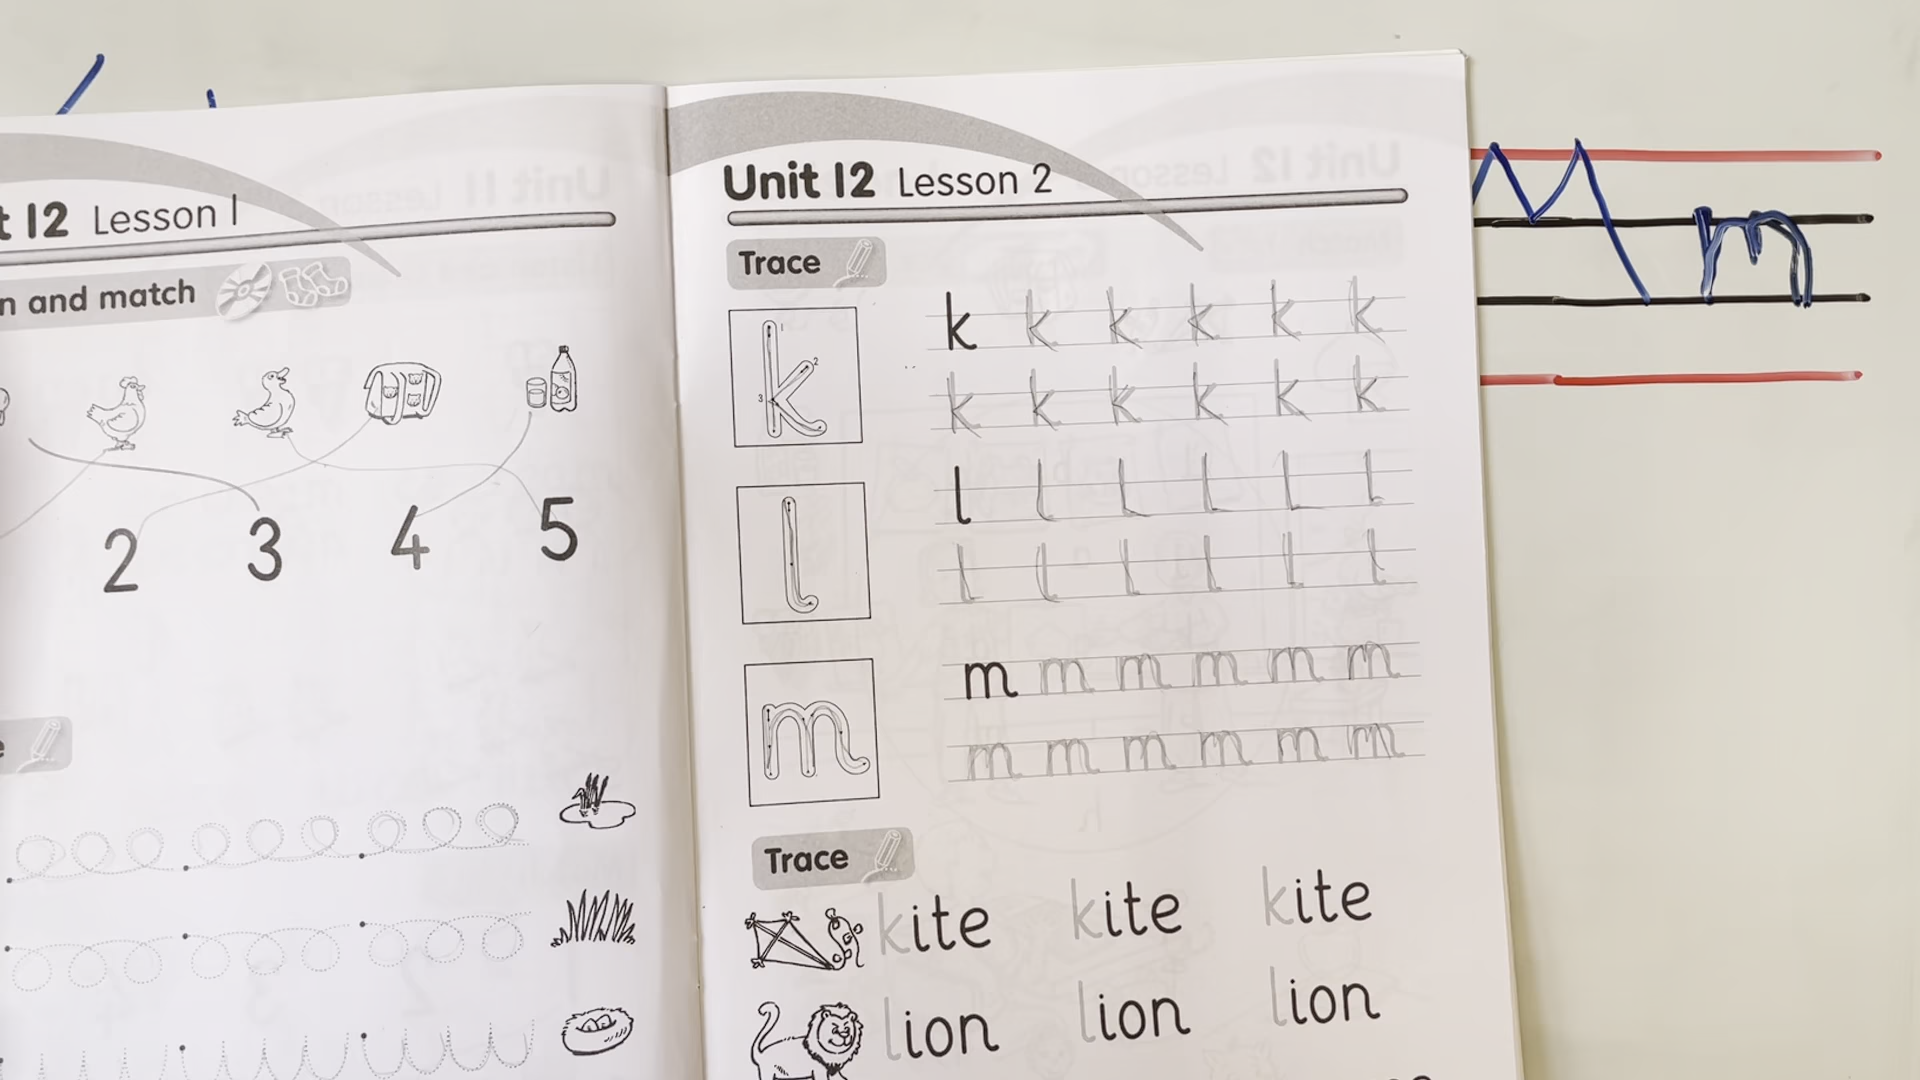 t 12 Lesson 1
n and match
2 3 4 5
Unit 12 Lesson 2
Trace
k k k k k k k
k k k k k k
l l l l l l l
l l l l l l
m m m m m m m
m m m m m m
Trace
kite kite kite
lion lion lion
M m